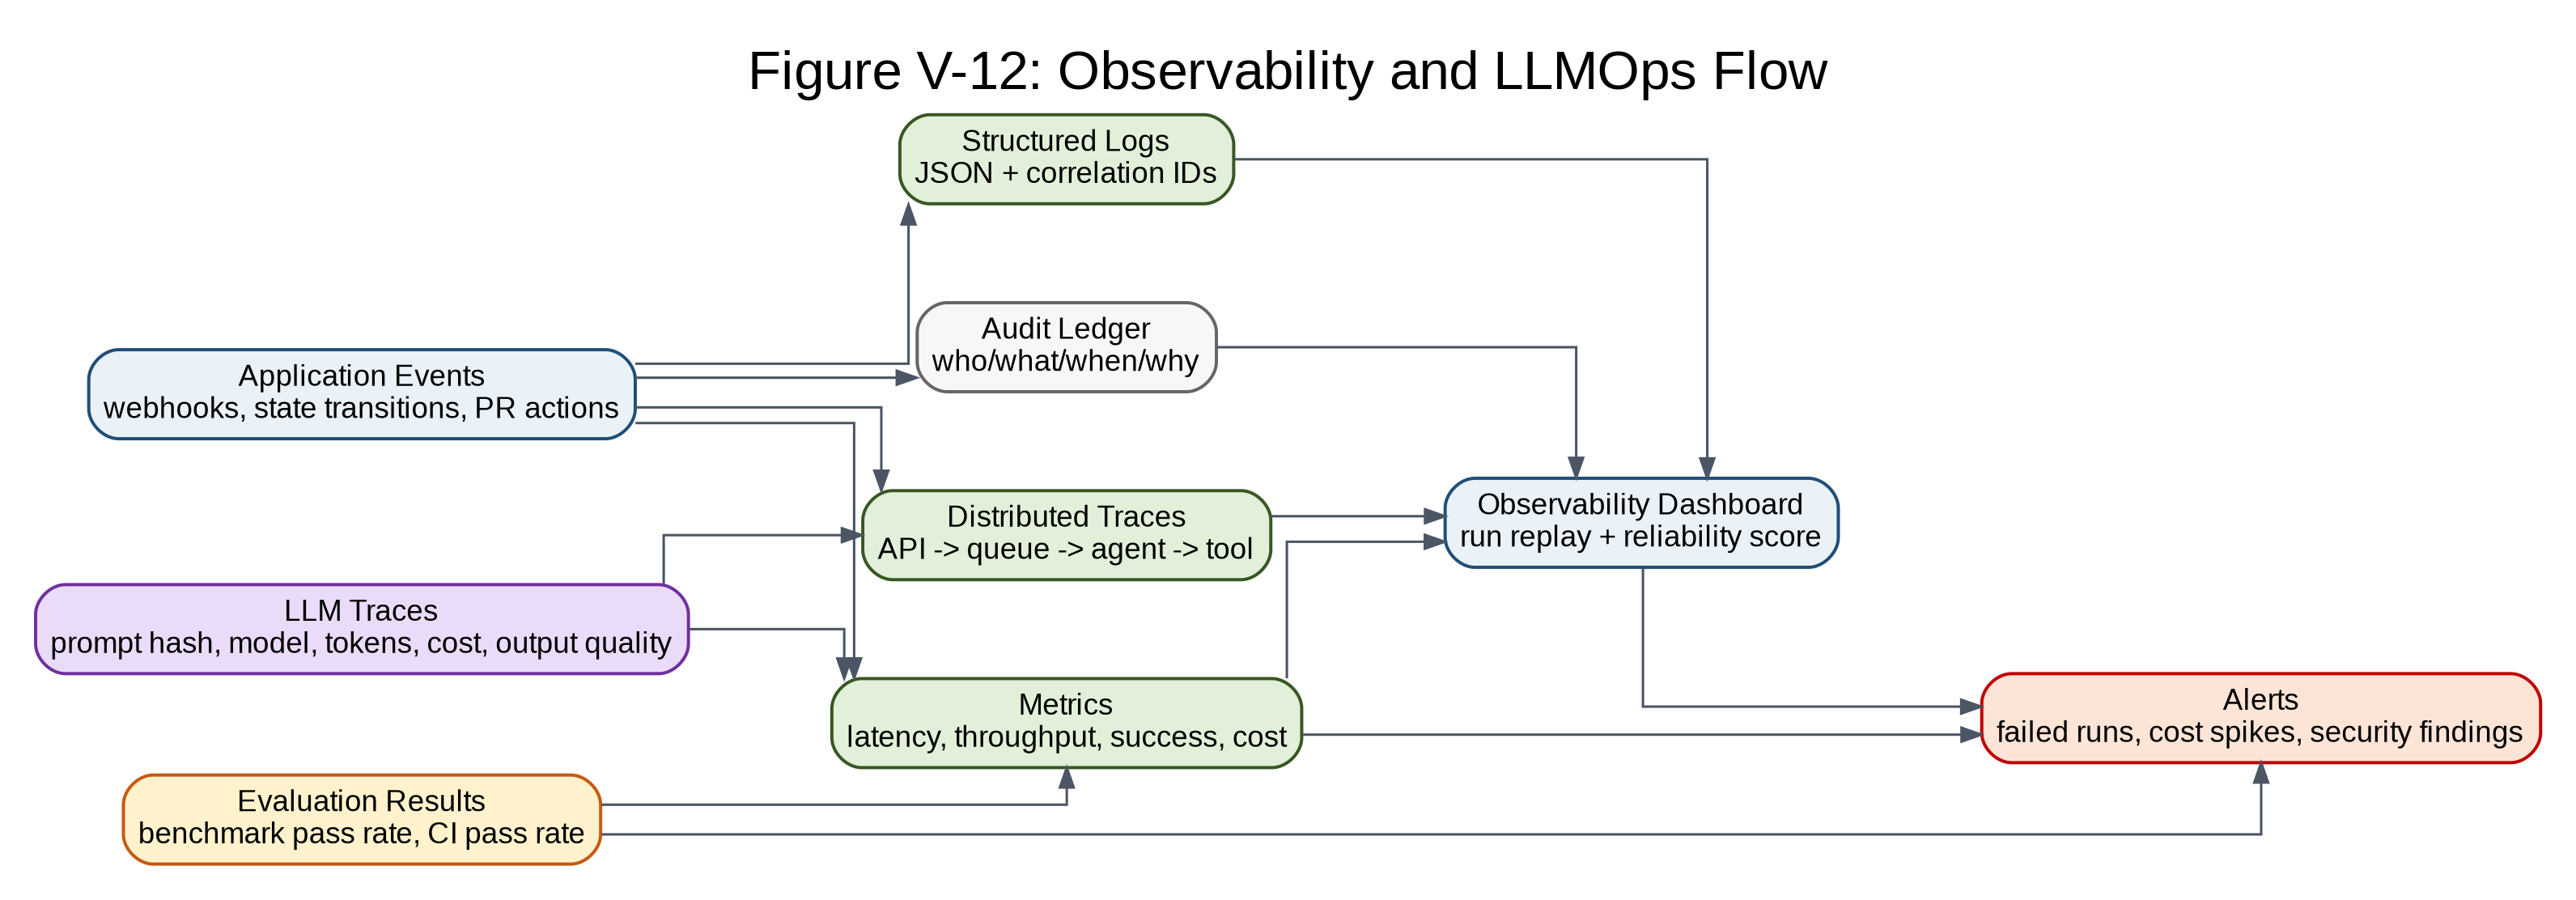 Figure V-12: Observability and LLMOps Flow
Structured Logs
JSON + correlation IDs
Audit Ledger
who/what/when/why
Application Events
webhooks, state transitions, PR actions
Distributed Traces
API -> queue -> agent -> tool
Observability Dashboard
run replay + reliability score
LLM Traces
prompt hash, model, tokens, cost, output quality
Metrics
latency, throughput, success, cost
Alerts
failed runs, cost spikes, security findings
Evaluation Results
benchmark pass rate, CI pass rate